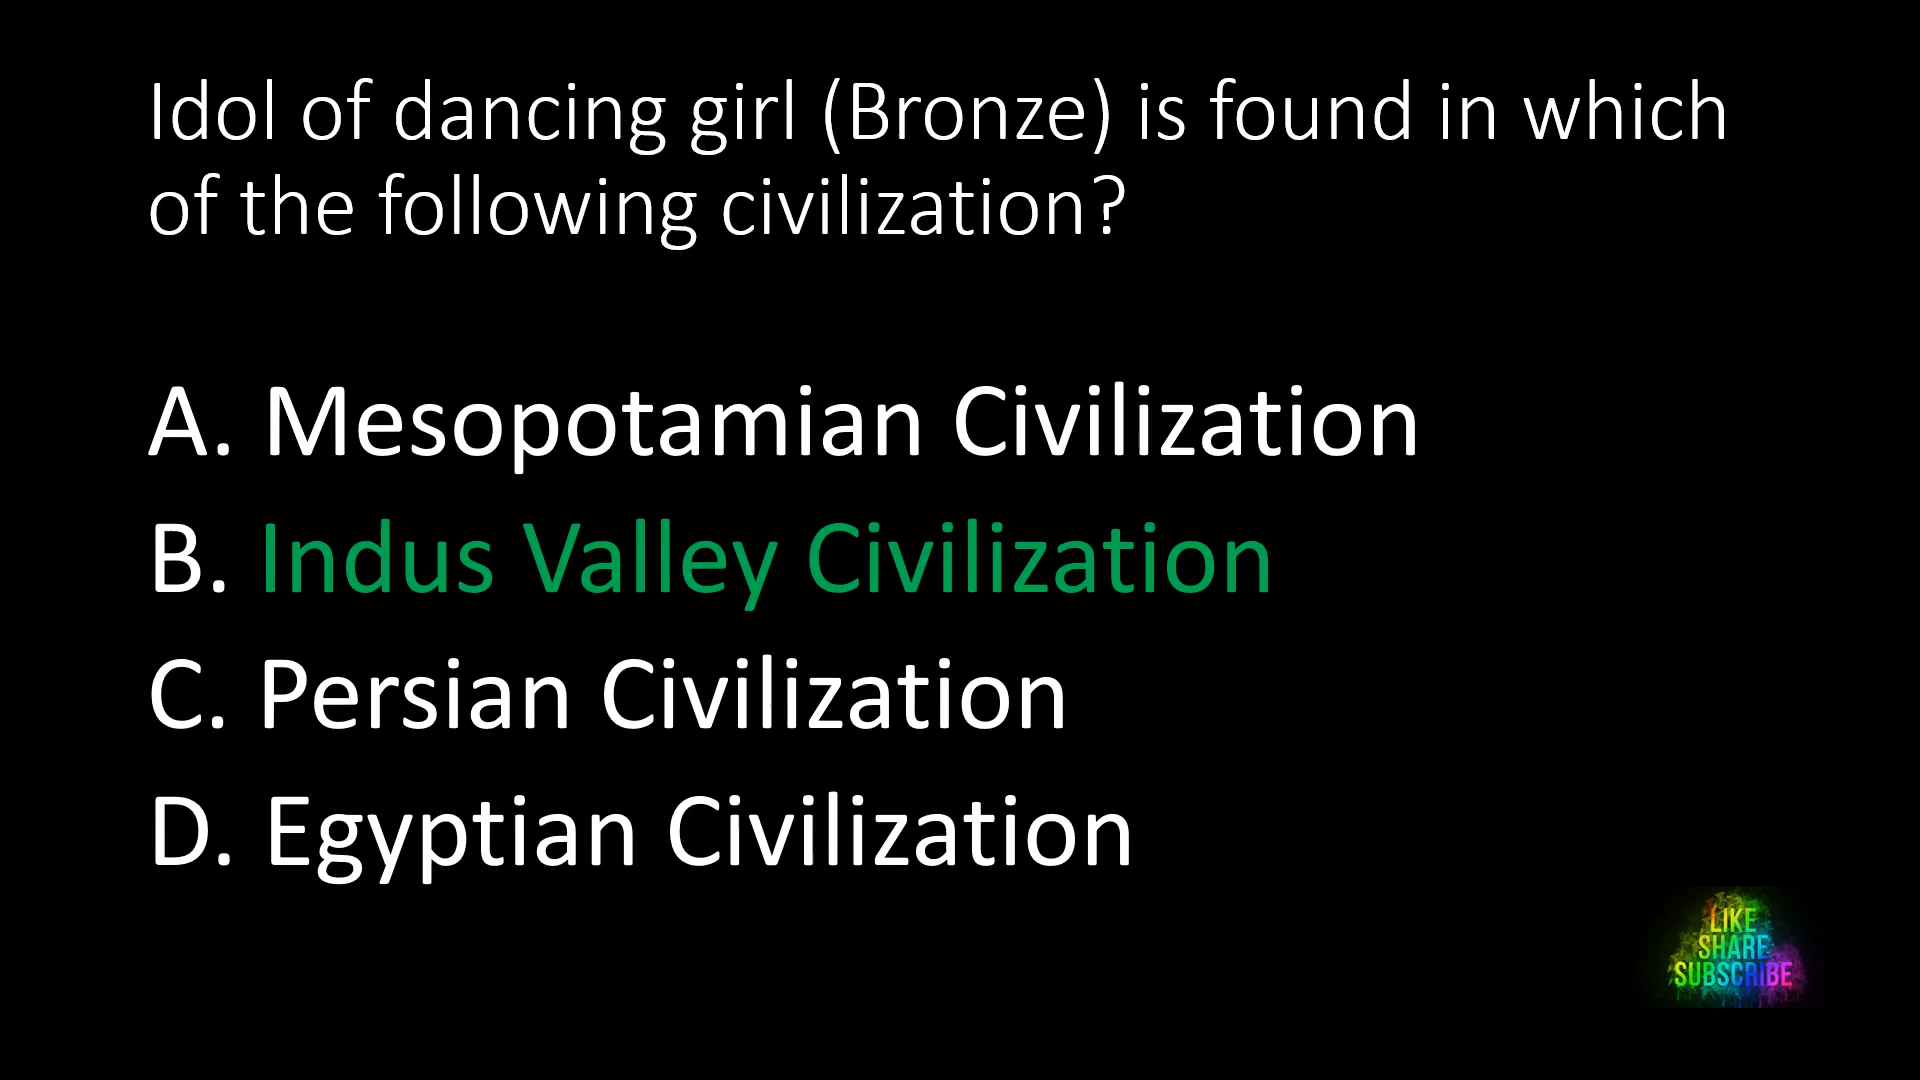 Idol of dancing girl (Bronze) is found in which
of the following civilization?
A. Mesopotamian Civilization
B. Indus Valley Civilization
C. Persian Civilization
D. Egyptian Civilization
LIKE
SHARE
SUBSCRIBE